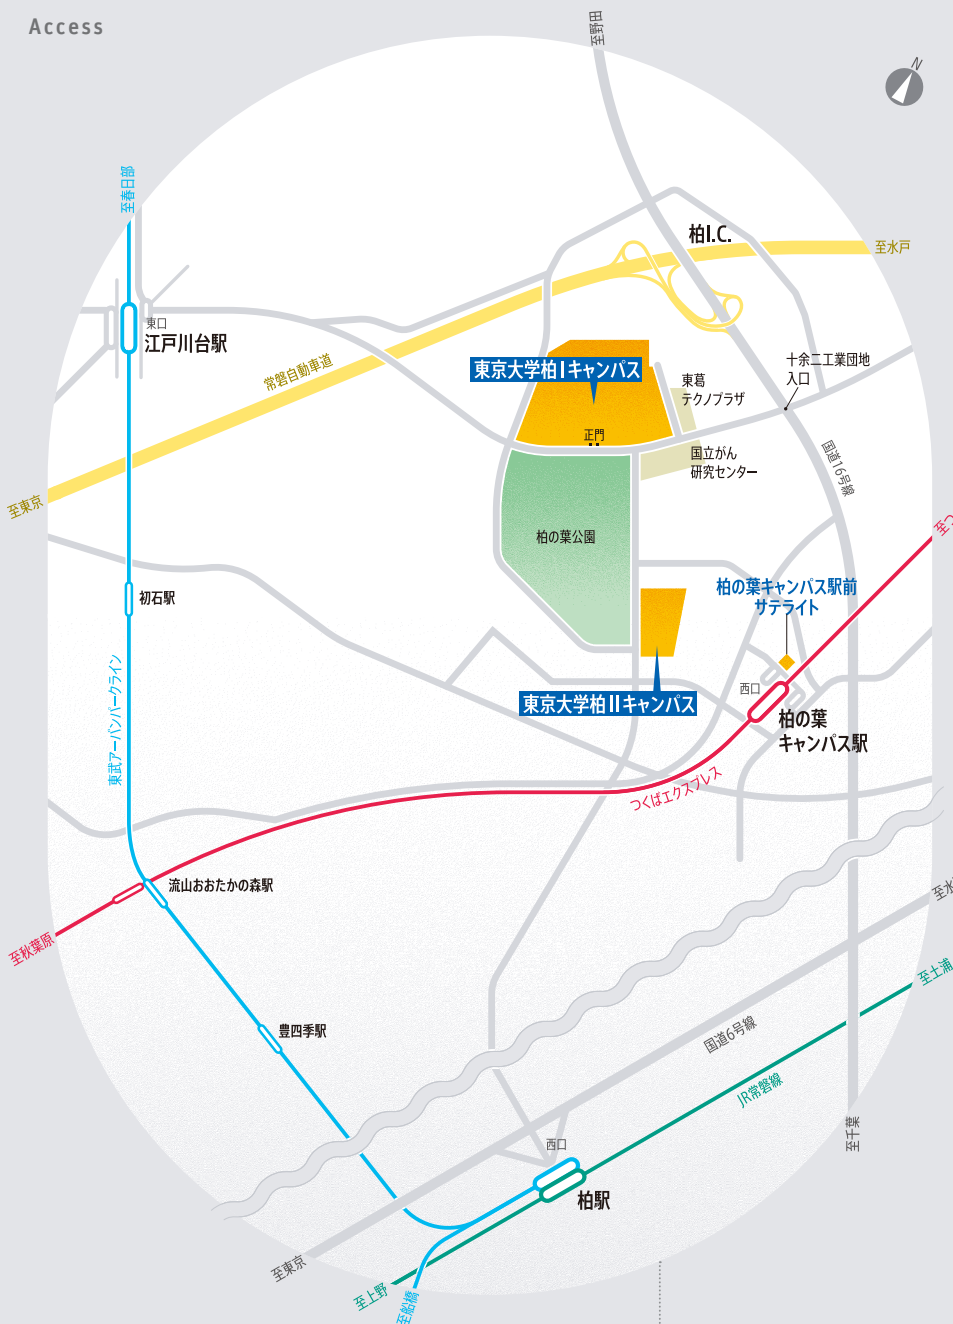 Access
至野田
N
至春日部
柏I.C.
至水戸
東口
江戸川台駅
常磐自動車道
東京大学柏Ⅰキャンパス
十余二工業団地
入口
東葛
テクノプラザ
正門
国立がん
研究センター
国道16号線
至東京
至つ
柏の葉公園
柏の葉キャンパス駅前
サテライト
初石駅
東武アーバンパークライン
西口
東京大学柏Ⅱキャンパス
柏の葉
キャンパス駅
つくばエクスプレス
流山おおたかの森駅
至水
至秋葉原
至土浦
豊四季駅
国道6号線
JR常磐線
至千葉
西口
柏駅
至東京
至上野
至船橋